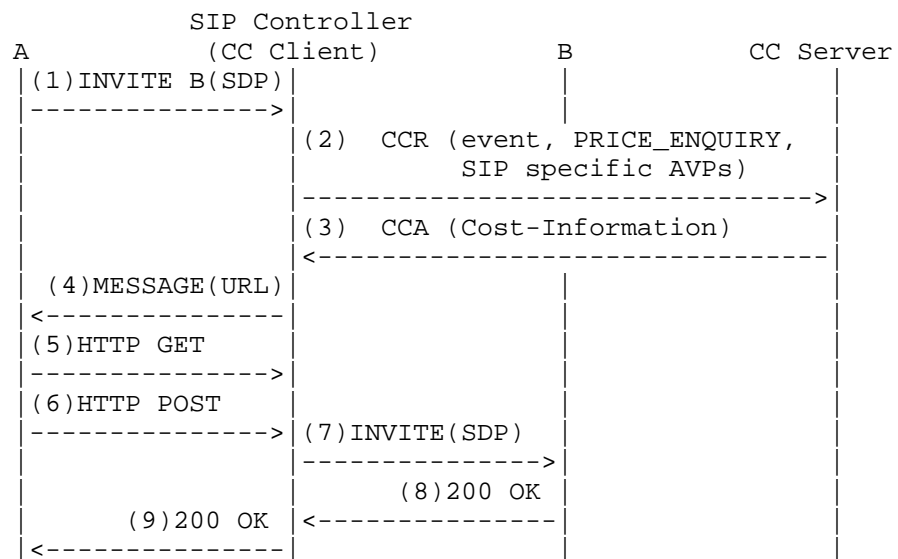 SIP Controller
A (CC Client) B CC Server
(1)INVITE B(SDP)
(2) CCR (event, PRICE_ENQUIRY,
SIP specific AVPs)
(3) CCA (Cost-Information)
(4)MESSAGE(URL)
(5)HTTP GET
(6)HTTP POST
(7)INVITE(SDP)
(8)200 OK
(9)200 OK